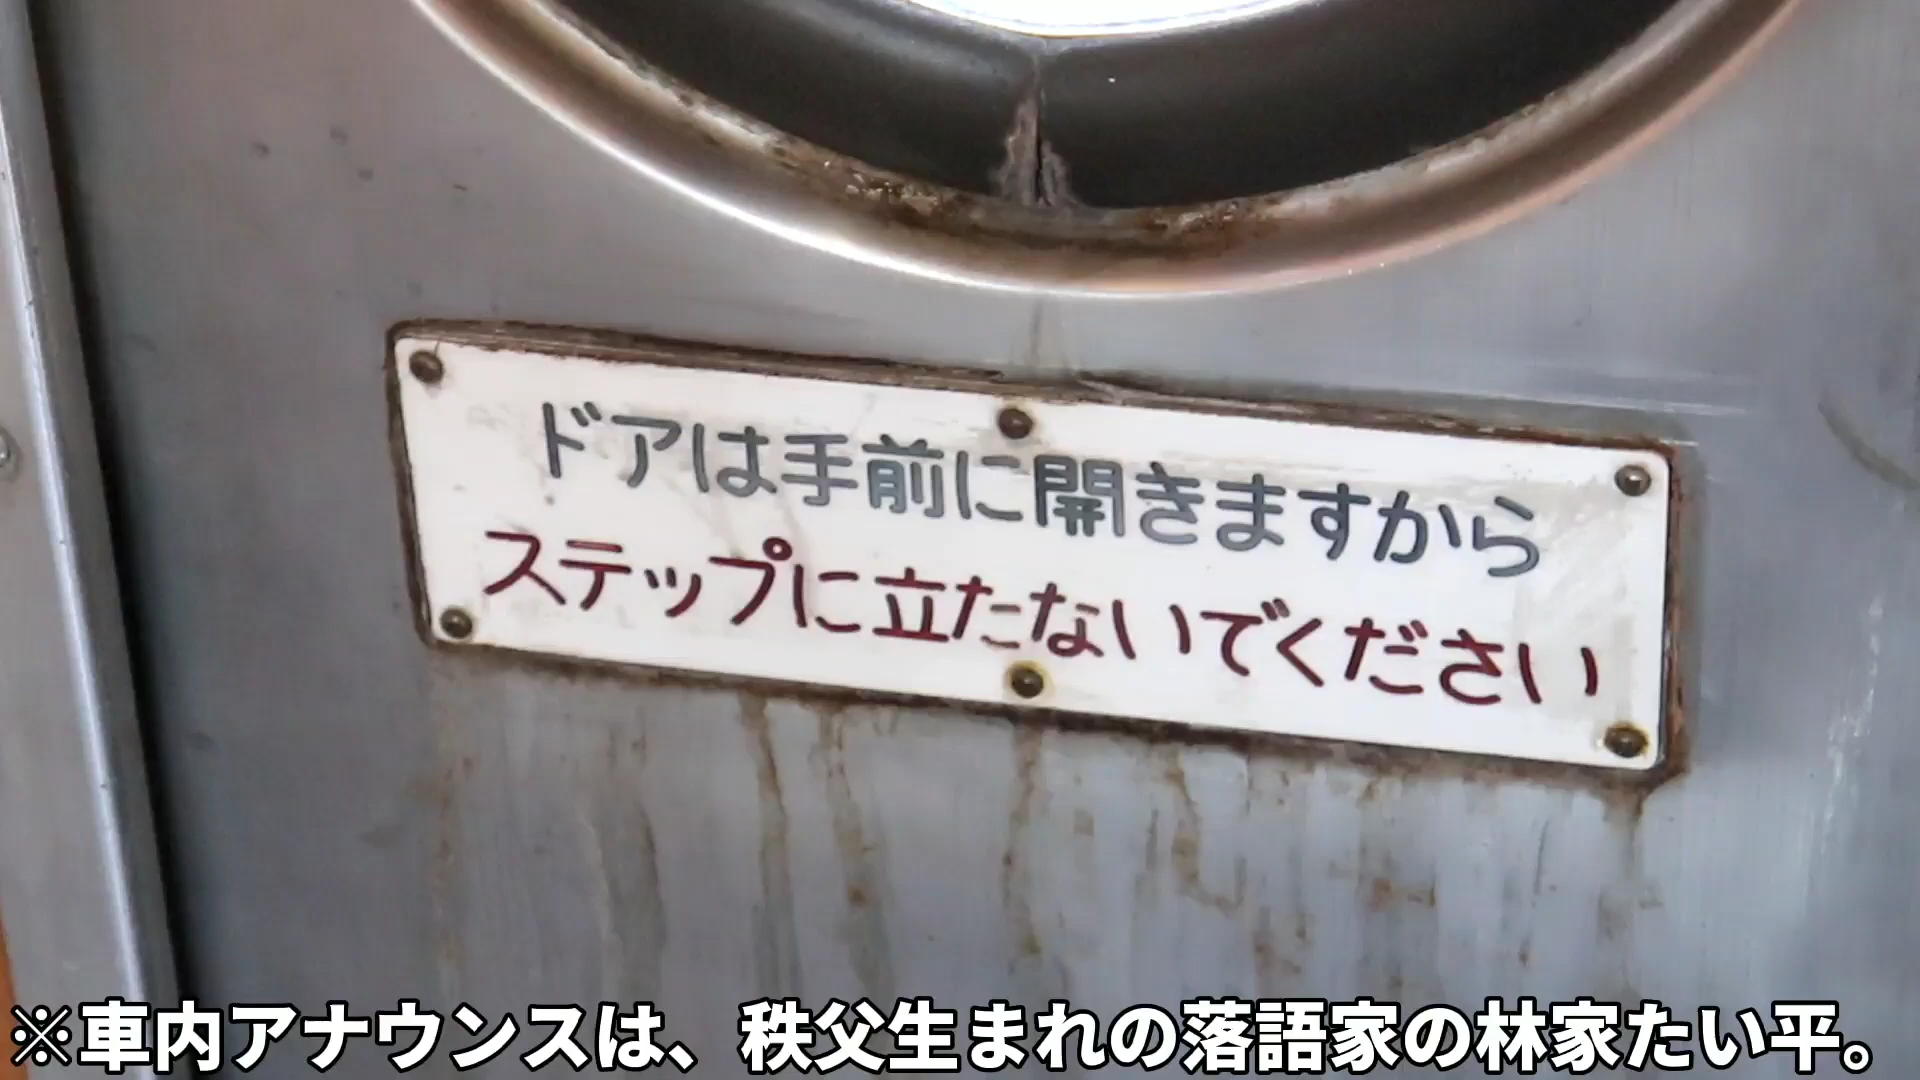 ドアは手前に開きますから
ステップに立たないでください
※車内アナウンスは、秩父生まれの落語家の林家たい平。